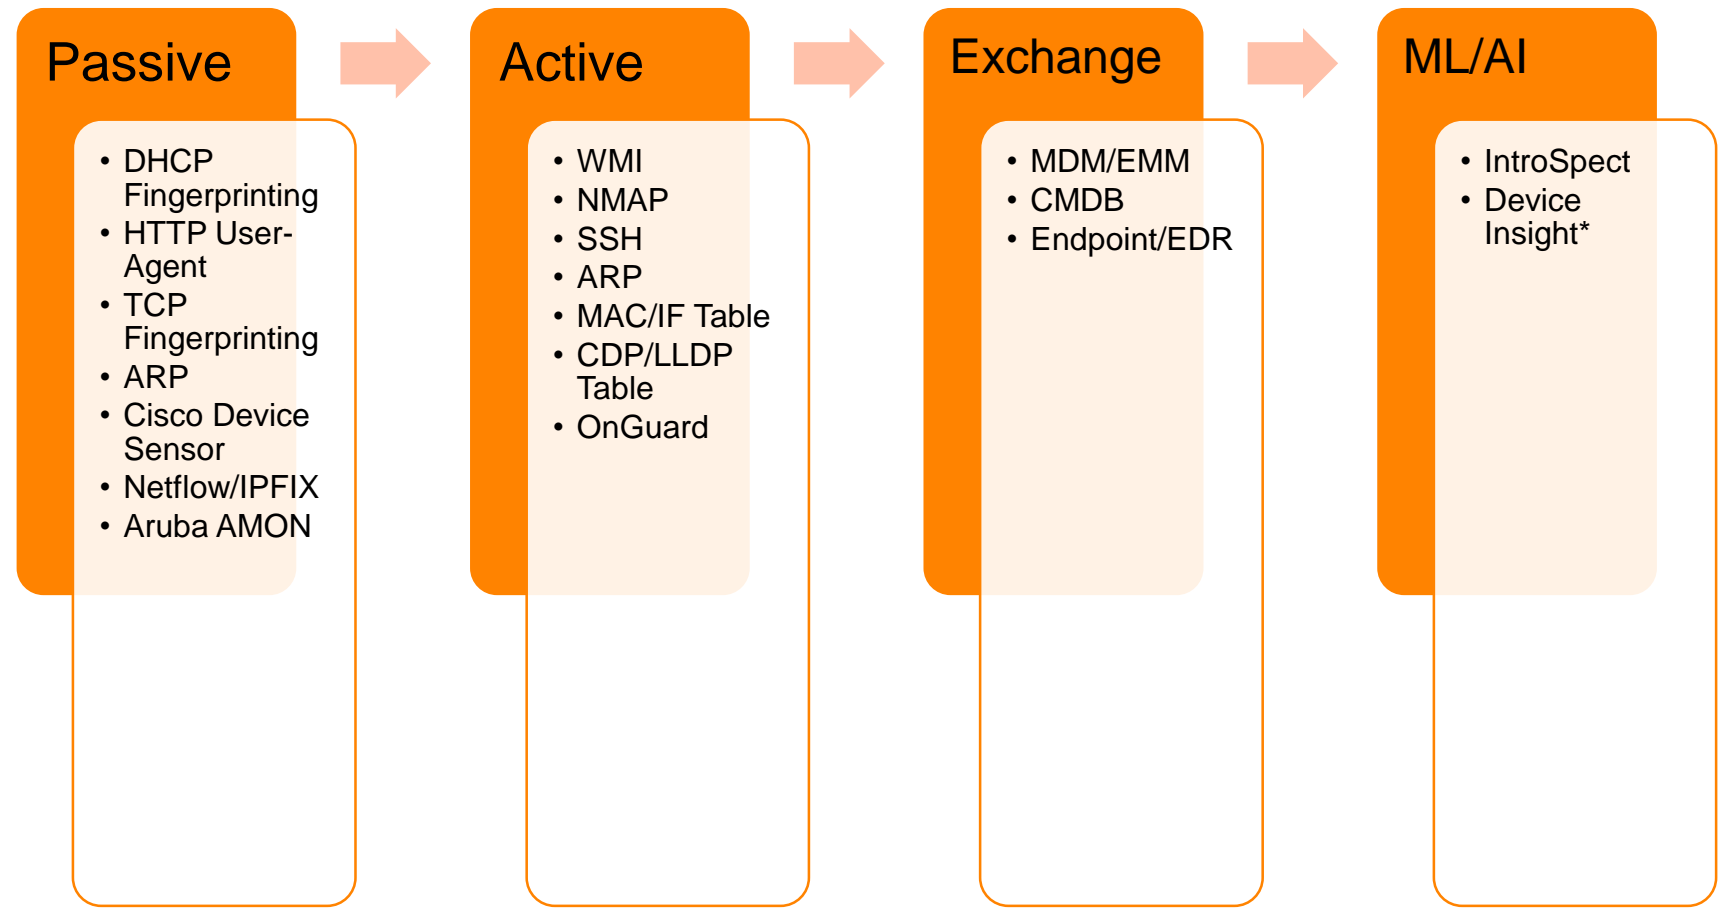 Passive
• DHCP
Fingerprinting
• HTTP User-
Agent
• TCP
Fingerprinting
• ARP
• Cisco Device
Sensor
• Netflow/IPFIX
• Aruba AMON
Active
• WMI
• NMAP
• SSH
• ARP
• MAC/IF Table
• CDP/LLDP
Table
• OnGuard
Exchange
• MDM/EMM
• CMDB
• Endpoint/EDR
ML/AI
• IntroSpect
• Device
Insight*